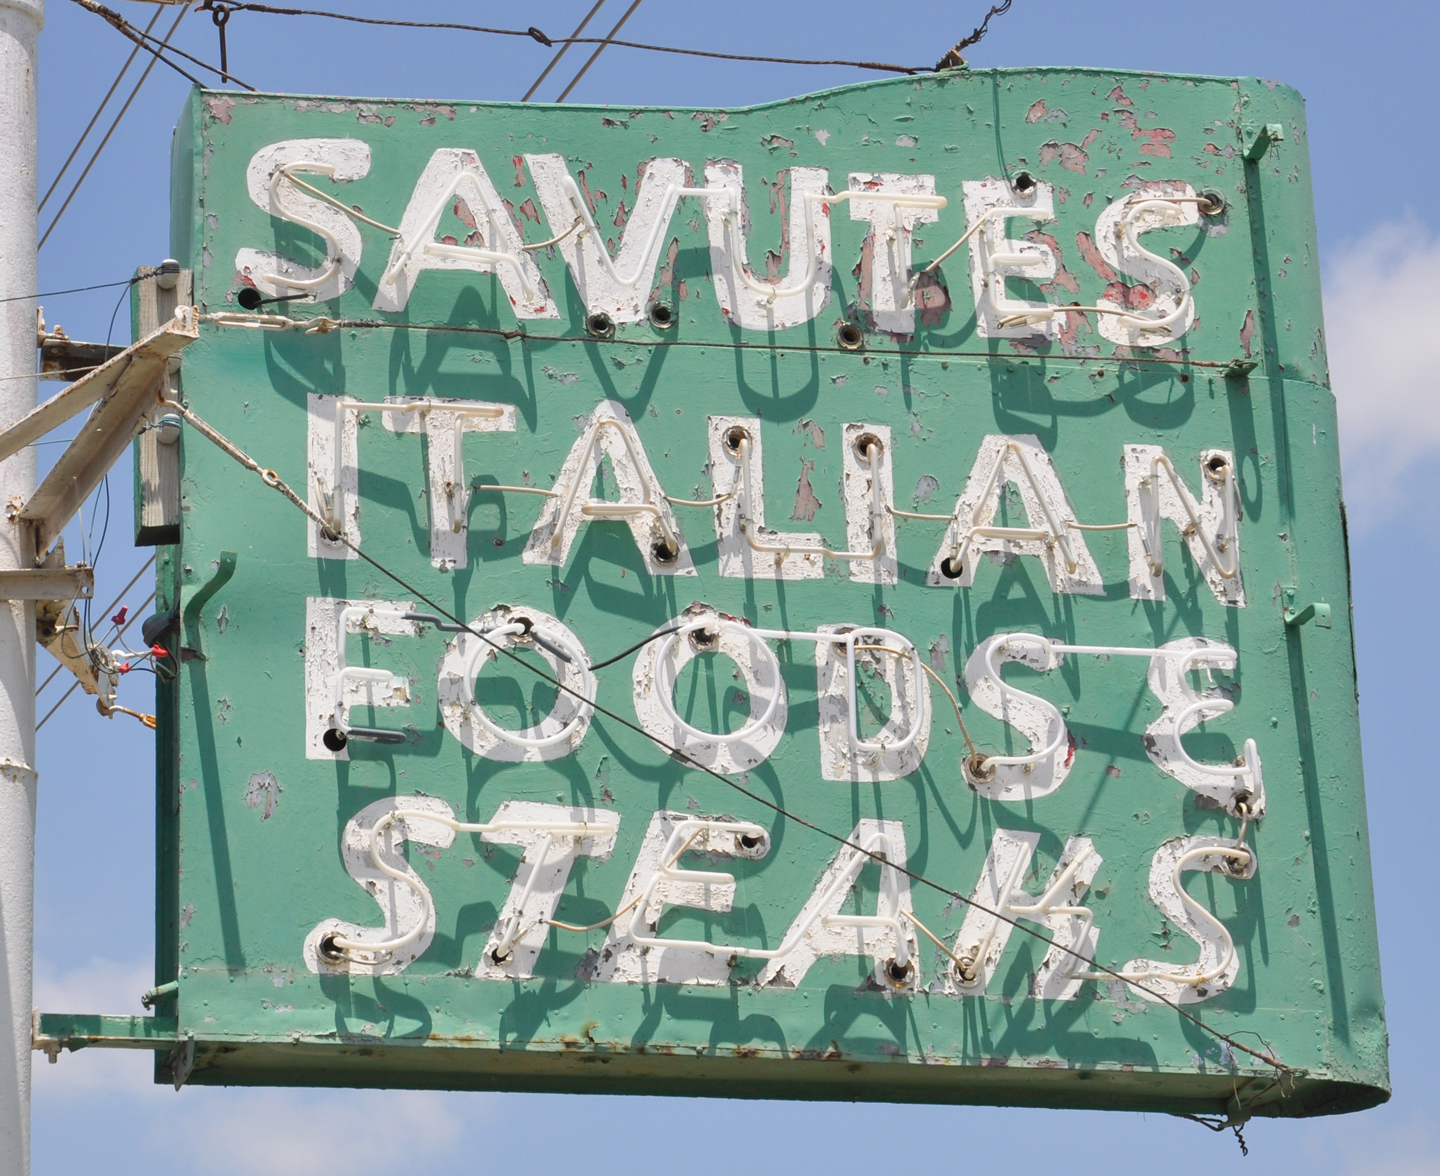 SAVUTES
ITALIAN
FOODS &
STEAKS